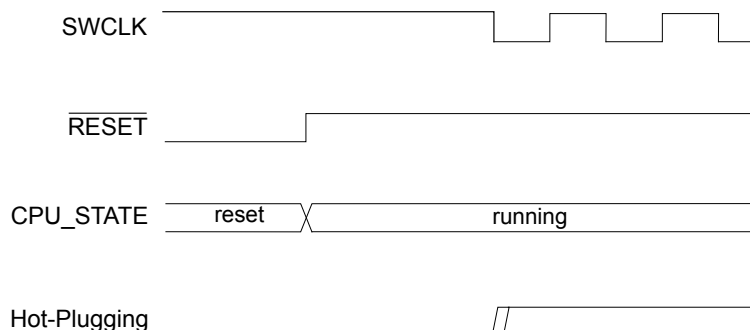 SWCLK
RESET
CPU_STATE reset running
Hot-Plugging